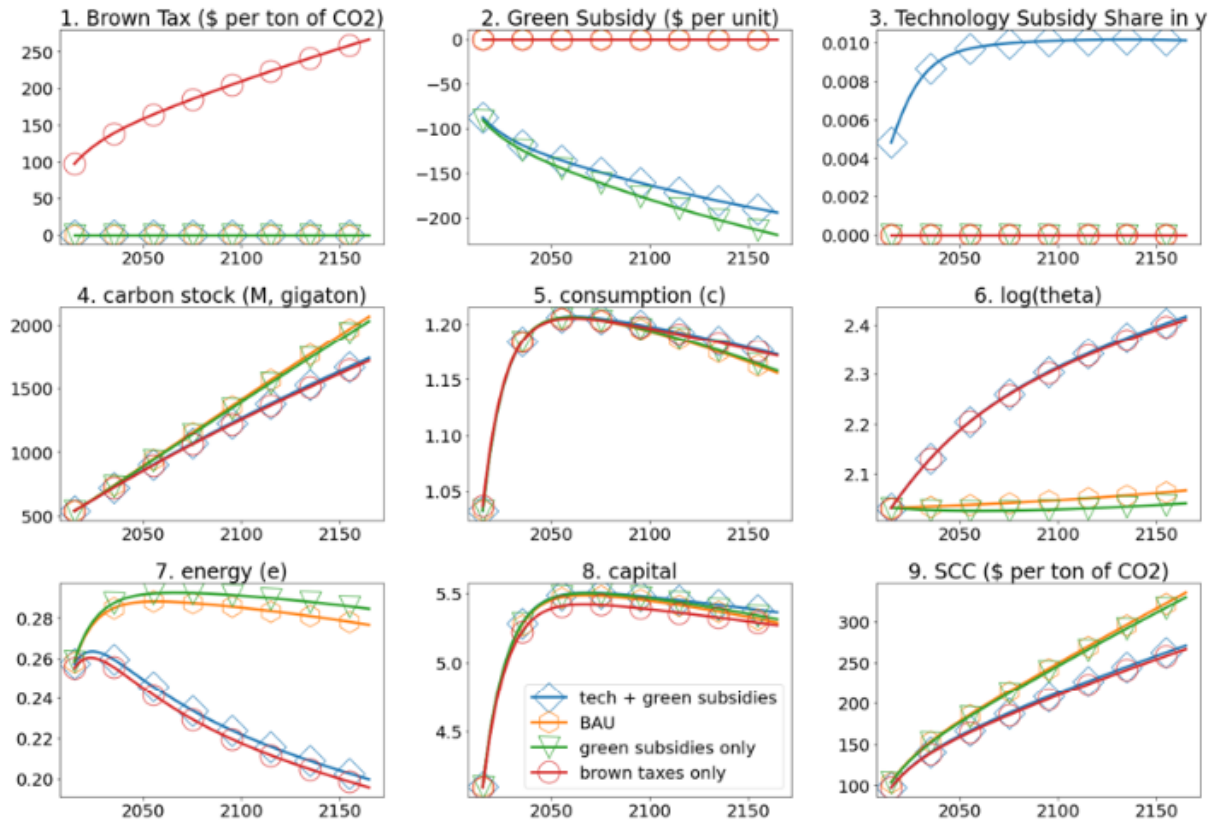 1. Brown Tax ($ per ton of CO2)
2. Green Subsidy ($ per unit)
3. Technology Subsidy Share in y
250
200
150
100
50
0
2050 2100 2150
0
−50
−100
−150
−200
2050 2100 2150
0.010
0.008
0.006
0.004
0.002
0.000
2050 2100 2150
4. carbon stock (M, gigaton)
5. consumption (c)
6. log(theta)
2000
1500
1000
500
2050 2100 2150
1.20
1.15
1.10
1.05
2050 2100 2150
2.4
2.3
2.2
2.1
2050 2100 2150
7. energy (e)
8. capital
9. SCC ($ per ton of CO2)
0.28
0.26
0.24
0.22
0.20
2050 2100 2150
5.5
5.0
4.5
tech + green subsidies
BAU
green subsidies only
brown taxes only
2050 2100 2150
300
250
200
150
100
2050 2100 2150